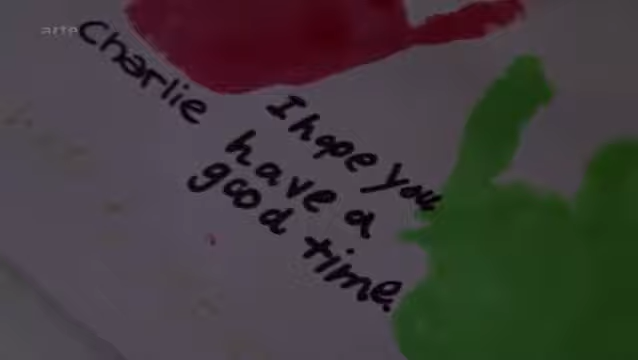 arte
Charlie
I hope you
have a
good time.